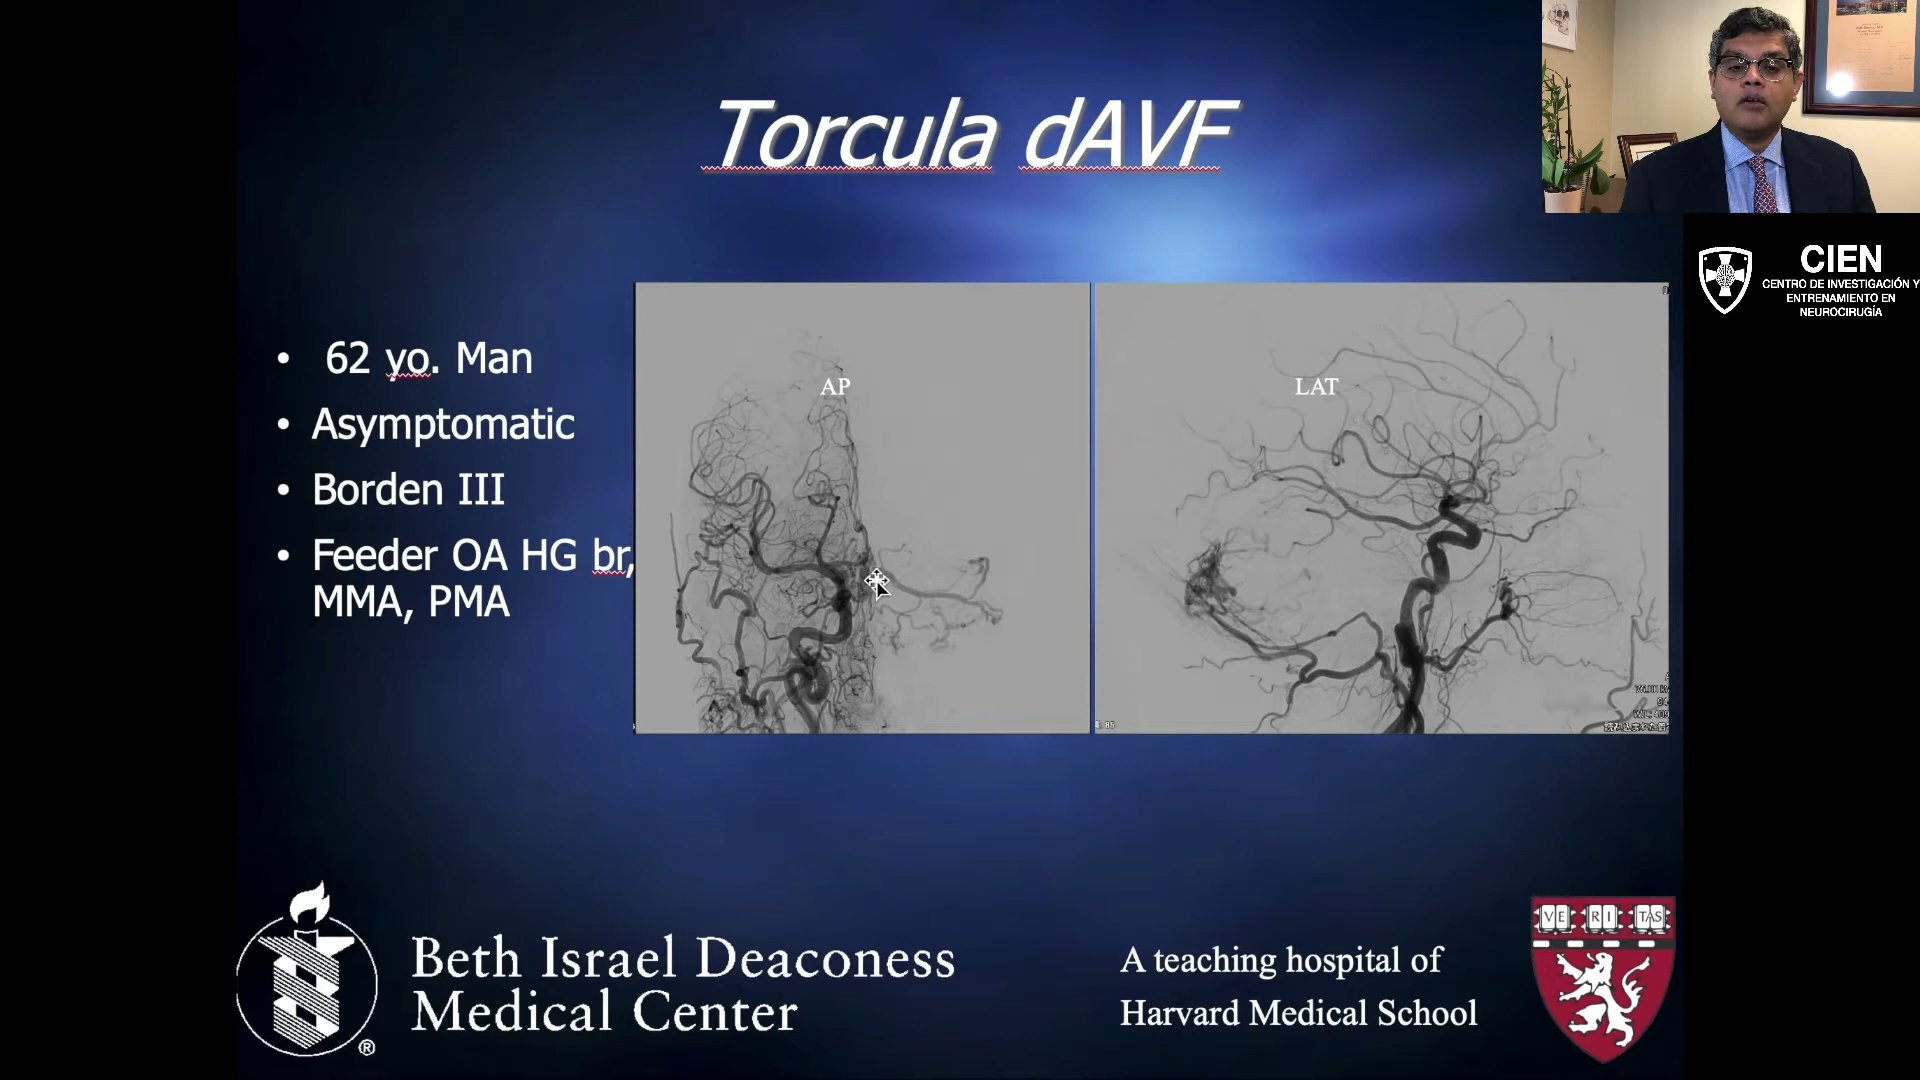 Torcula dAVF
CIEN
CENTRO DE INVESTIGACIÓN Y
ENTRENAMIENTO EN
NEUROCIRUGÍA
• 62 yo. Man
• Asymptomatic
• Borden III
• Feeder OA HG br,
MMA, PMA
AP
LAT
85
Beth Israel Deaconess
Medical Center
®
A teaching hospital of
Harvard Medical School
VE RI TAS